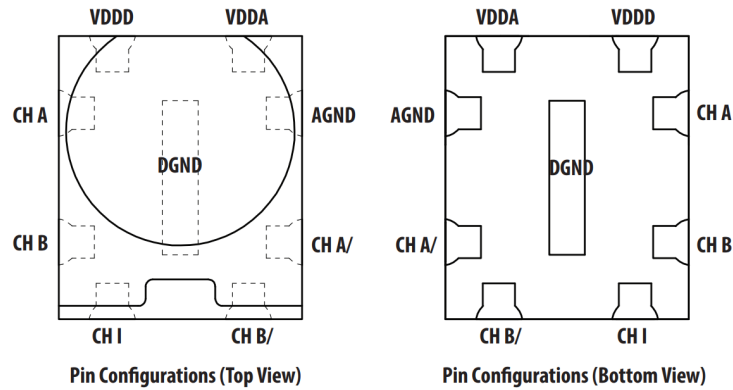 VDDD VDDA
CH A AGND
DGND
CH B CH A/
CH I CH B/
Pin Configurations (Top View)
VDDA VDDD
AGND CH A
DGND
CH A/ CH B
CH B/ CH I
Pin Configurations (Bottom View)